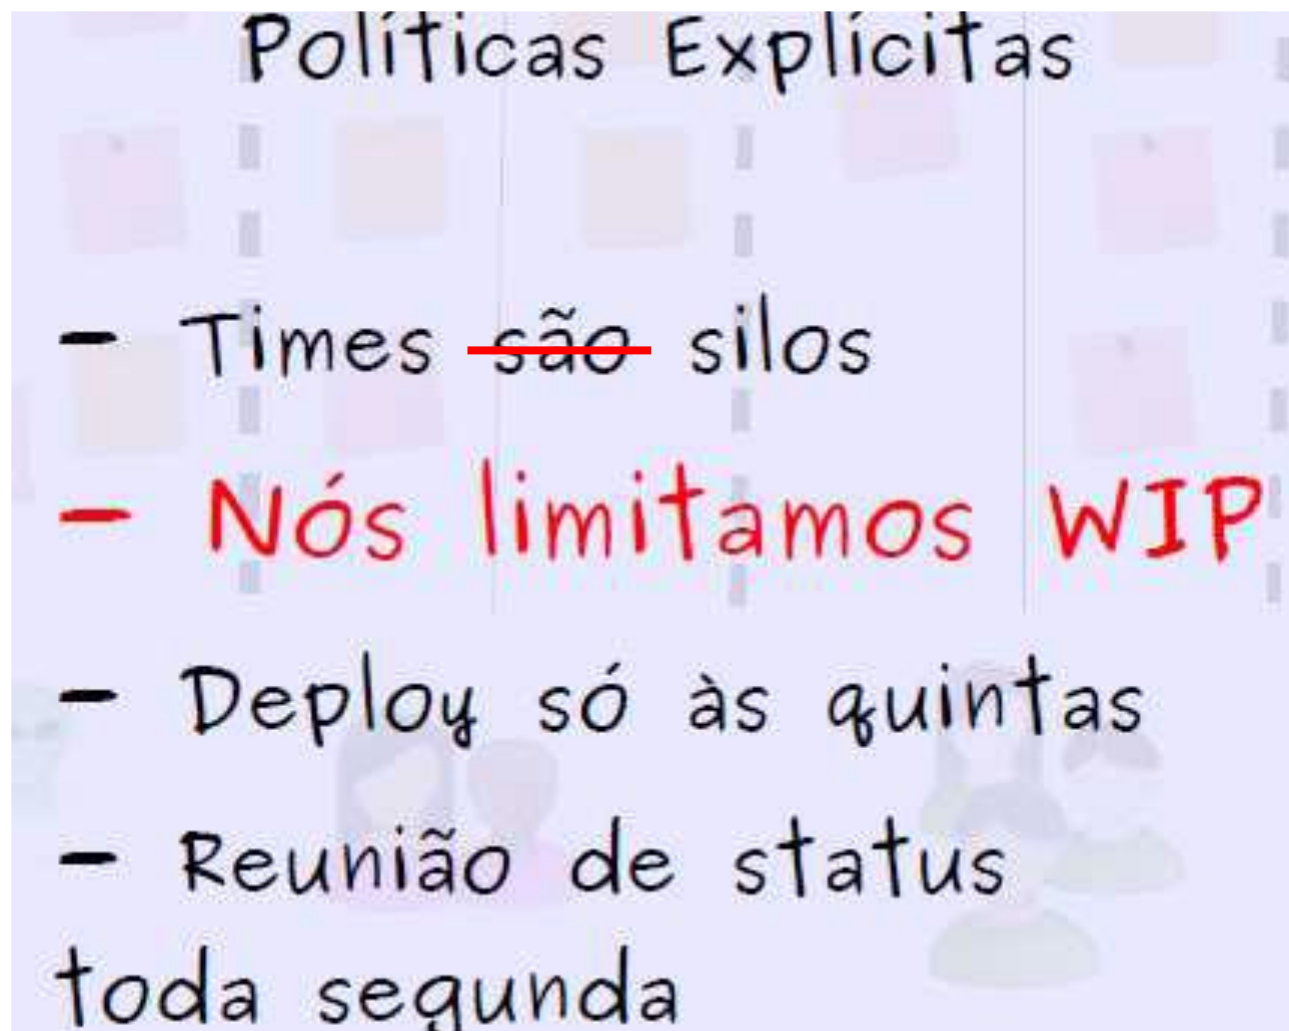 Políticas Explícitas
- Times são silos
- Nós limitamos WIP
- Deploy só às quintas
- Reunião de status
toda segunda